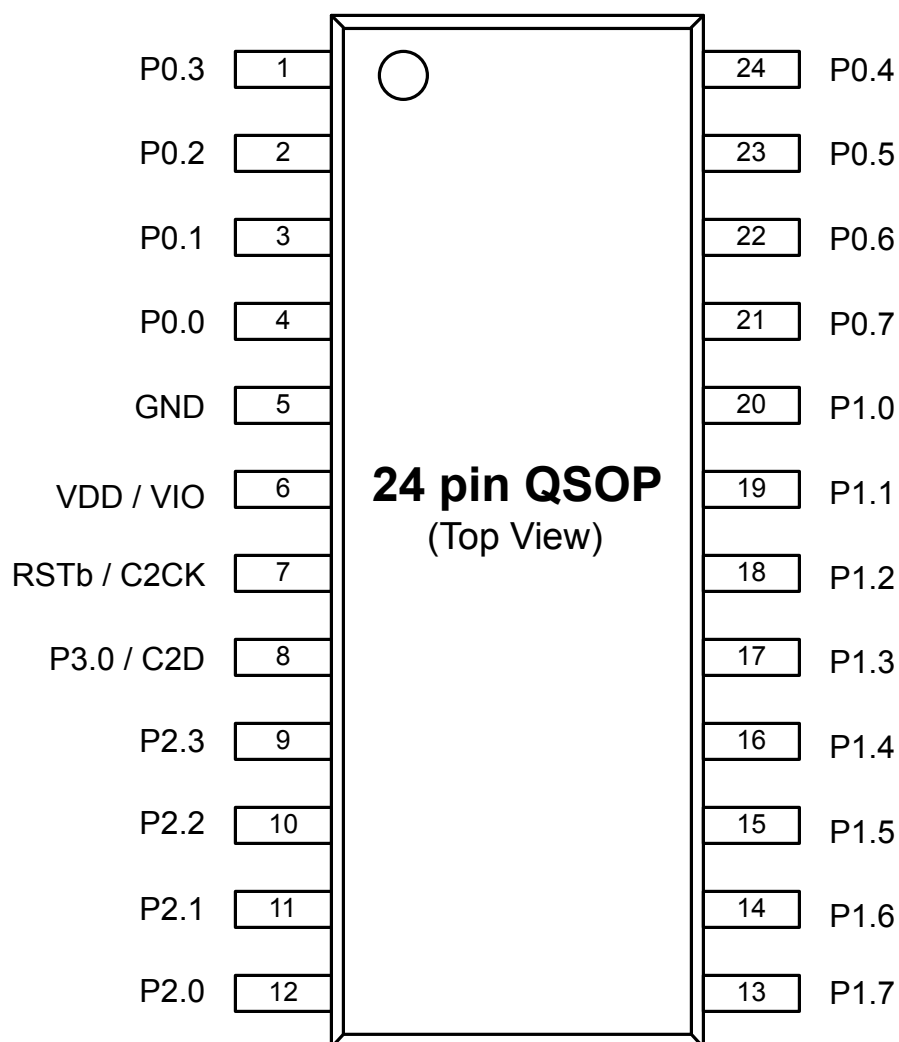 P0.3 1 24 P0.4
P0.2 2 23 P0.5
P0.1 3 22 P0.6
P0.0 4 21 P0.7
GND 5 20 P1.0
VDD / VIO 6 19 P1.1
24 pin QSOP
(Top View)
RSTb / C2CK 7 18 P1.2
P3.0 / C2D 8 17 P1.3
P2.3 9 16 P1.4
P2.2 10 15 P1.5
P2.1 11 14 P1.6
P2.0 12 13 P1.7